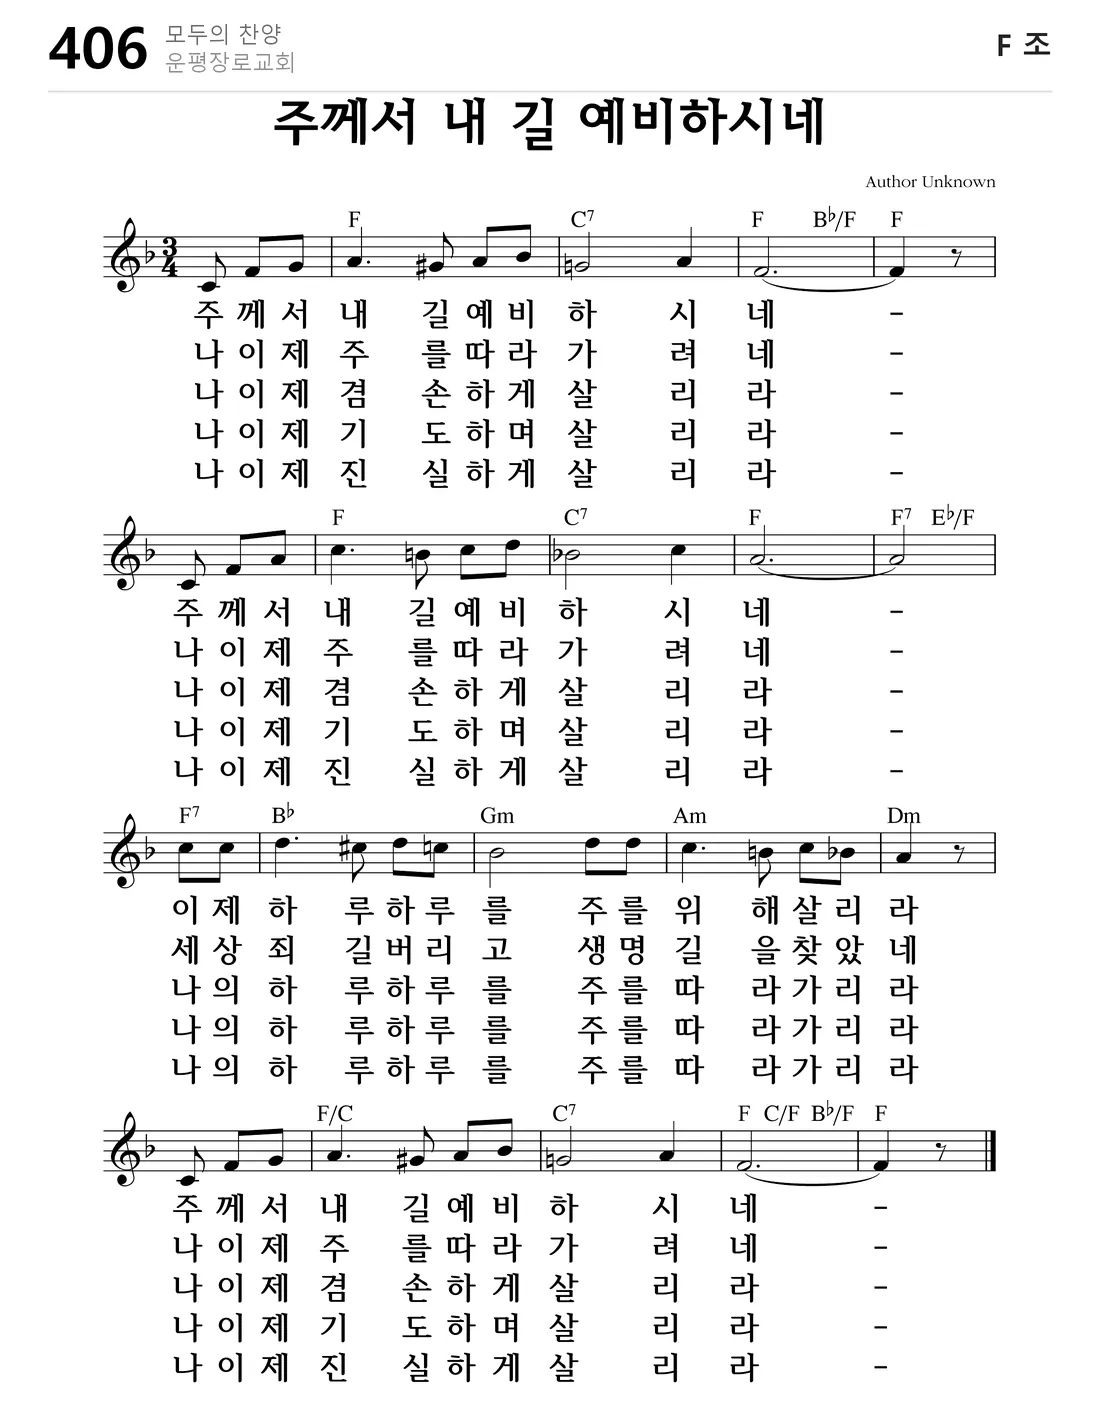 406 모두의 찬양
운평장로교회
F 조
주께서 내 길 예비하시네
Author Unknown
F C7 F B♭/F F
주 께 서 내 길 예 비 하 시 네 -
나 이 제 주 를 따 라 가 려 네 -
나 이 제 겸 손 하 게 살 리 라 -
나 이 제 기 도 하 며 살 리 라 -
나 이 제 진 실 하 게 살 리 라 -
F C7 F F7 E♭/F
주 께 서 내 길 예 비 하 시 네 -
나 이 제 주 를 따 라 가 려 네 -
나 이 제 겸 손 하 게 살 리 라 -
나 이 제 기 도 하 며 살 리 라 -
나 이 제 진 실 하 게 살 리 라 -
F7 B♭ Gm Am Dm
이 제 하 루 하 루 를 주 를 위 해 살 리 라
세 상 죄 길 버 리 고 생 명 길 을 찾 았 네
나 의 하 루 하 루 를 주 를 따 라 가 리 라
나 의 하 루 하 루 를 주 를 따 라 가 리 라
나 의 하 루 하 루 를 주 를 따 라 가 리 라
F/C C7 F C/F B♭/F F
주 께 서 내 길 예 비 하 시 네 -
나 이 제 주 를 따 라 가 려 네 -
나 이 제 겸 손 하 게 살 리 라 -
나 이 제 기 도 하 며 살 리 라 -
나 이 제 진 실 하 게 살 리 라 -